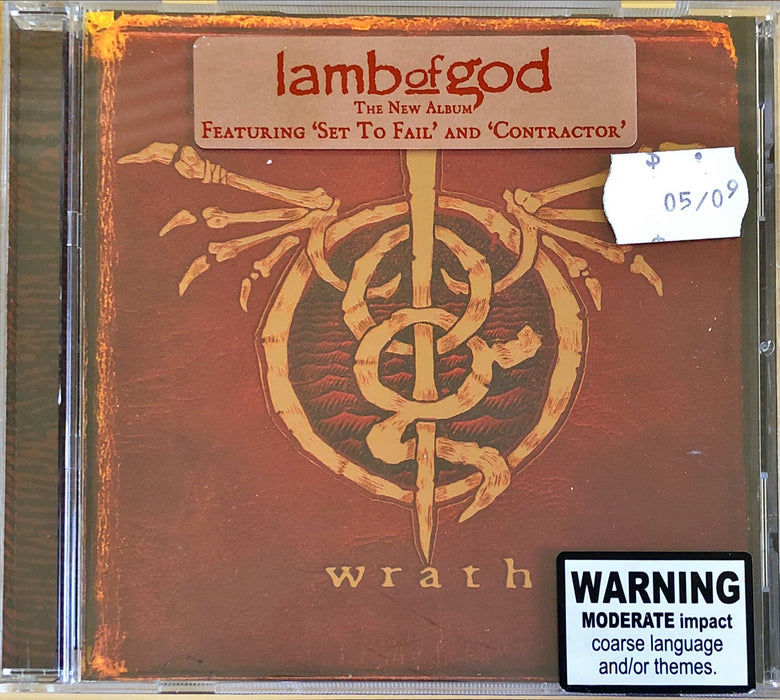 lamb of god
THE NEW ALBUM
FEATURING ‘SET TO FAIL’ AND ‘CONTRACTOR’
$
05/09
wrath
WARNING
MODERATE impact
coarse language
and/or themes.